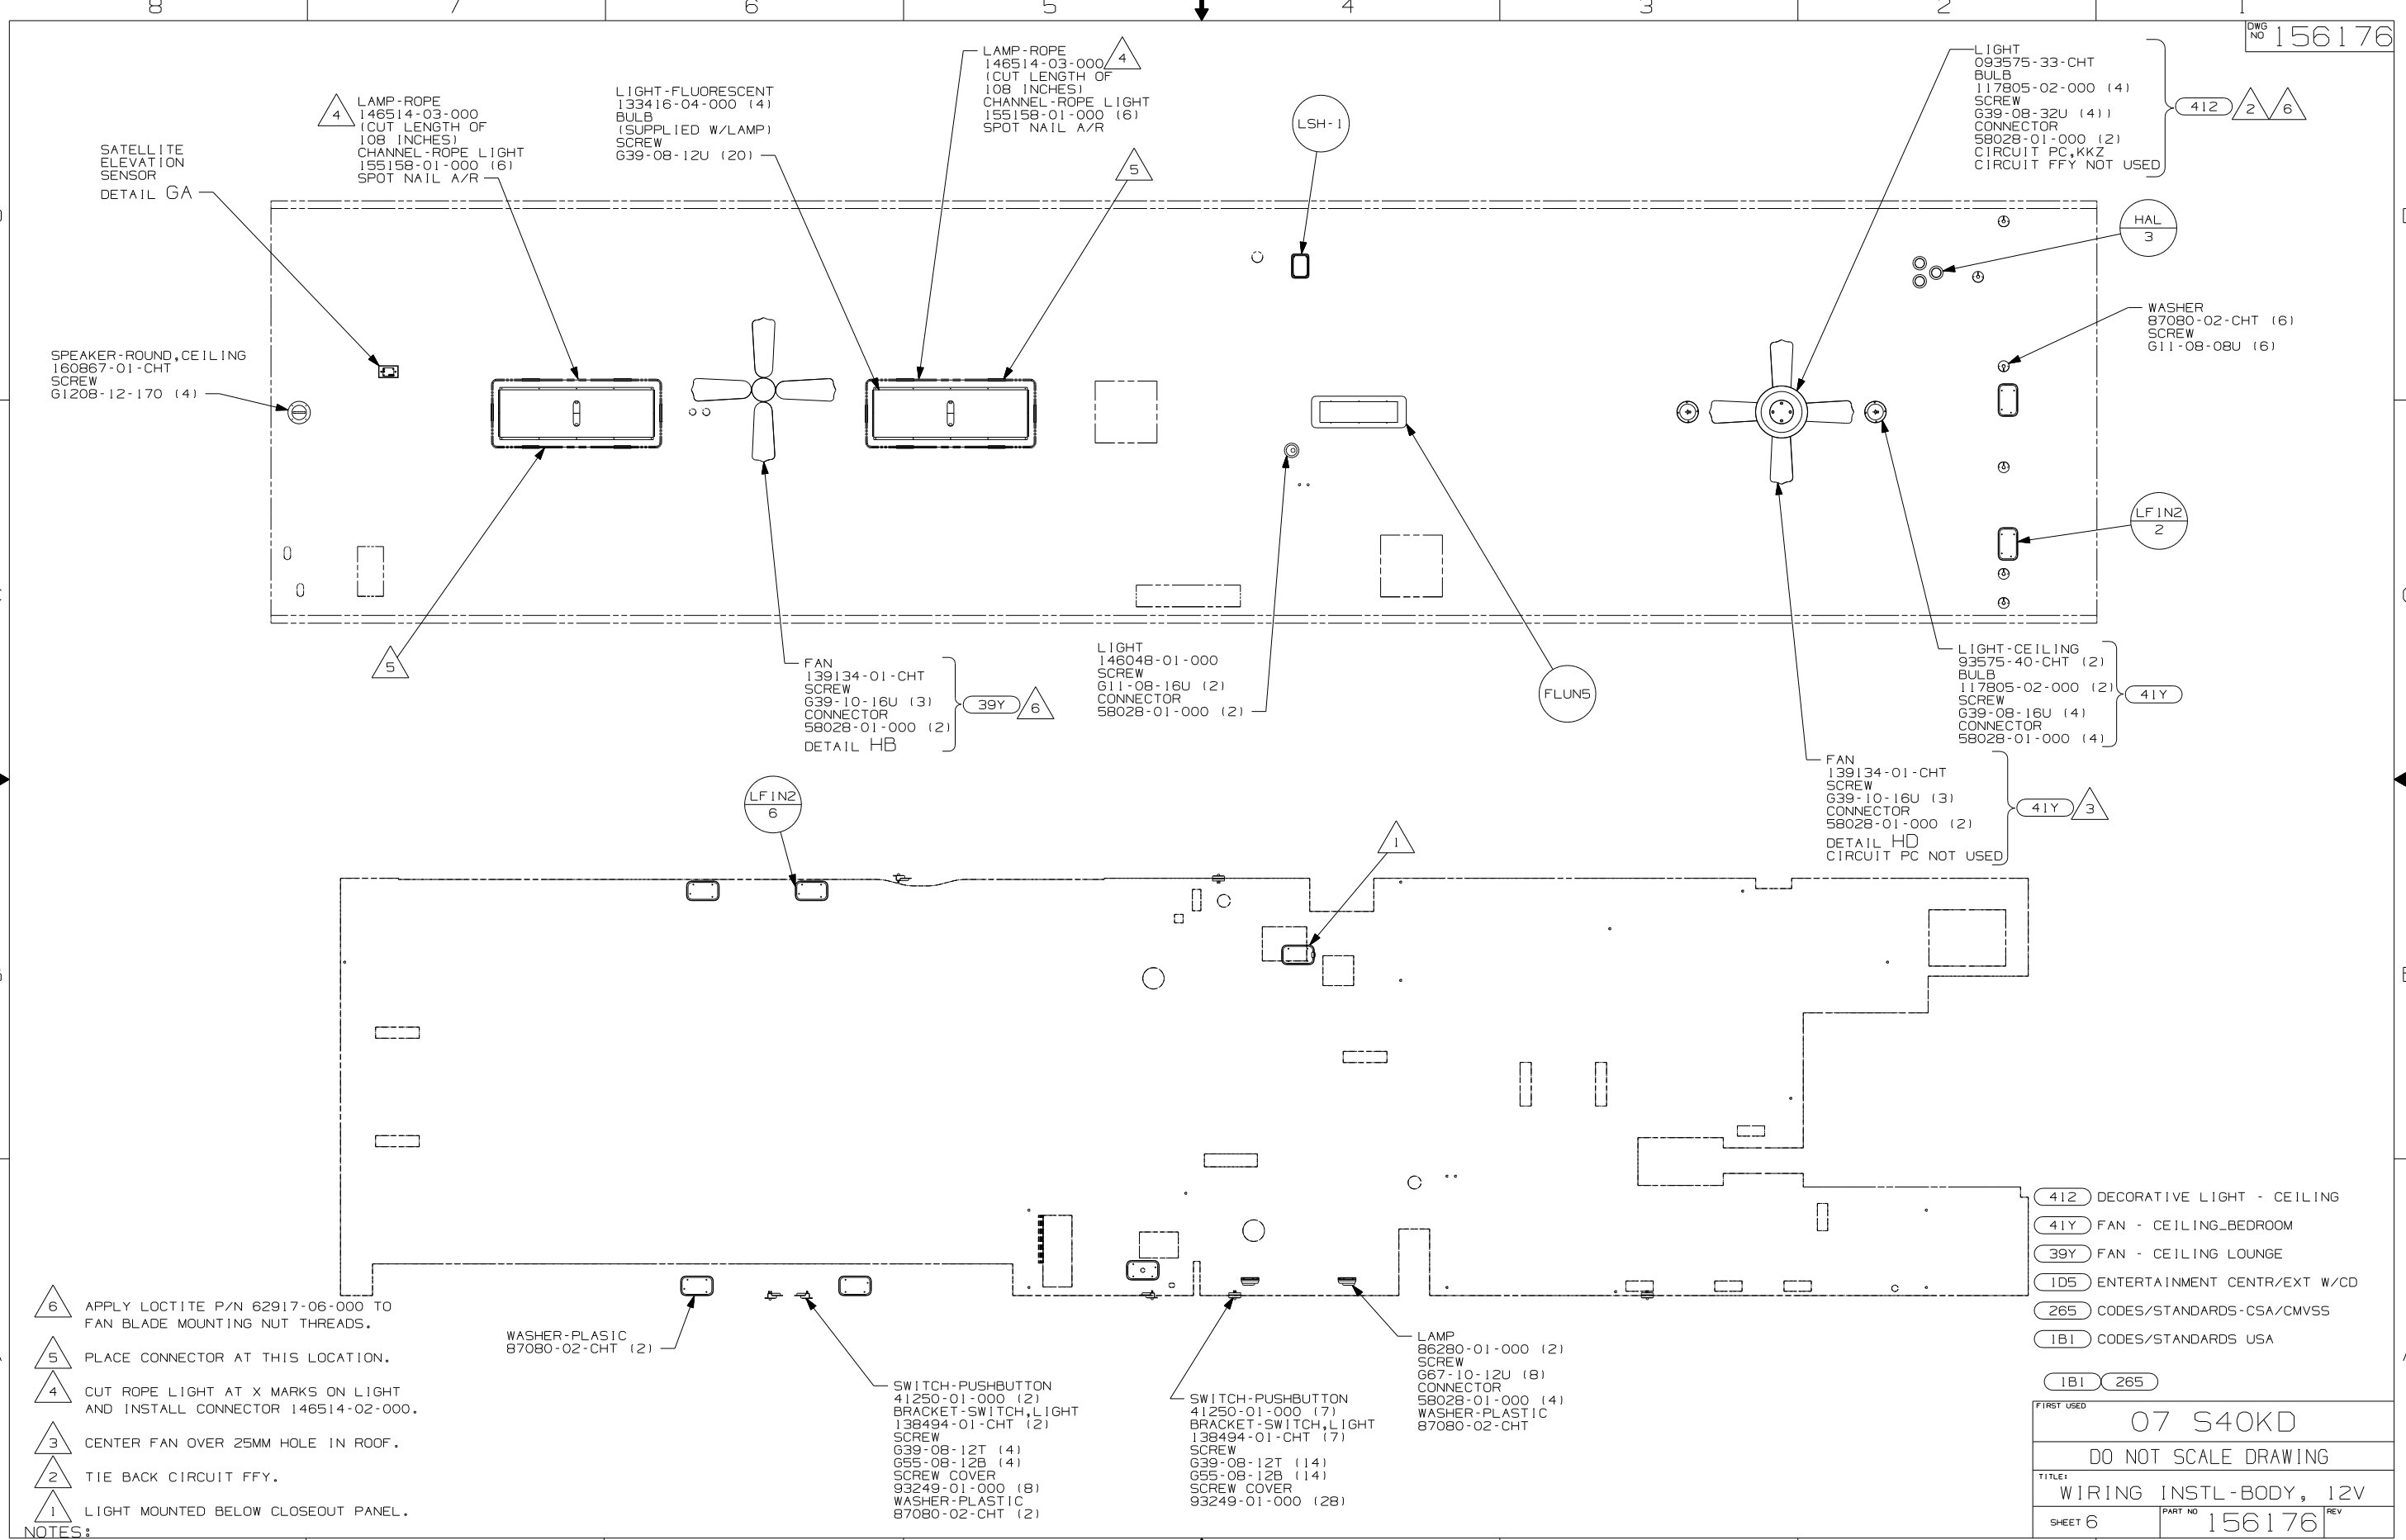 8 7 6 5 4 3 2 1
DWG NO 156176
SATELLITE
ELEVATION
SENSOR
DETAIL GA
4
LAMP-ROPE
146514-03-000
(CUT LENGTH OF
108 INCHES)
CHANNEL-ROPE LIGHT
155158-01-000 (6)
SPOT NAIL A/R
LIGHT-FLUORESCENT
133416-04-000 (4)
BULB
(SUPPLIED W/LAMP)
SCREW
G39-08-12U (20)
LAMP-ROPE
146514-03-000
4
(CUT LENGTH OF
108 INCHES)
CHANNEL-ROPE LIGHT
155158-01-000 (6)
SPOT NAIL A/R
5
LSH-1
LIGHT
093575-33-CHT
BULB
117805-02-000 (4)
SCREW
G39-08-32U (4))
CONNECTOR
58028-01-000 (2)
CIRCUIT PC,KKZ
CIRCUIT FFY NOT USED
412
2
6
D
D
HAL
3
WASHER
87080-02-CHT (6)
SCREW
G11-08-08U (6)
SPEAKER-ROUND,CEILING
160867-01-CHT
SCREW
G1208-12-170 (4)
LF1N2
2
C
C
5
FAN
139134-01-CHT
SCREW
G39-10-16U (3)
CONNECTOR
58028-01-000 (2)
DETAIL HB
39Y
6
LIGHT
146048-01-000
SCREW
G11-08-16U (2)
CONNECTOR
58028-01-000 (2)
FLUN5
LIGHT-CEILING
93575-40-CHT (2)
BULB
117805-02-000 (2)
SCREW
G39-08-16U (4)
CONNECTOR
58028-01-000 (4)
41Y
FAN
139134-01-CHT
SCREW
G39-10-16U (3)
CONNECTOR
58028-01-000 (2)
DETAIL HD
CIRCUIT PC NOT USED
41Y
3
LF1N2
6
1
B
B
412 DECORATIVE LIGHT - CEILING
41Y FAN - CEILING_BEDROOM
39Y FAN - CEILING LOUNGE
1D5 ENTERTAINMENT CENTR/EXT W/CD
265 CODES/STANDARDS-CSA/CMVSS
1B1 CODES/STANDARDS USA
1B1 265
6 APPLY LOCTITE P/N 62917-06-000 TO
FAN BLADE MOUNTING NUT THREADS.
5 PLACE CONNECTOR AT THIS LOCATION.
4 CUT ROPE LIGHT AT X MARKS ON LIGHT
AND INSTALL CONNECTOR 146514-02-000.
3 CENTER FAN OVER 25MM HOLE IN ROOF.
2 TIE BACK CIRCUIT FFY.
1 LIGHT MOUNTED BELOW CLOSEOUT PANEL.
NOTES:
WASHER-PLASIC
87080-02-CHT (2)
SWITCH-PUSHBUTTON
41250-01-000 (2)
BRACKET-SWITCH,LIGHT
138494-01-CHT (2)
SCREW
G39-08-12T (4)
G55-08-12B (4)
SCREW COVER
93249-01-000 (8)
WASHER-PLASTIC
87080-02-CHT (2)
SWITCH-PUSHBUTTON
41250-01-000 (7)
BRACKET-SWITCH,LIGHT
138494-01-CHT (7)
SCREW
G39-08-12T (14)
G55-08-12B (14)
SCREW COVER
93249-01-000 (28)
LAMP
86280-01-000 (2)
SCREW
G67-10-12U (8)
CONNECTOR
58028-01-000 (4)
WASHER-PLASTIC
87080-02-CHT
A
A
FIRST USED
07 S40KD
DO NOT SCALE DRAWING
TITLE:
WIRING INSTL-BODY, 12V
SHEET 6
PART NO 156176
REV